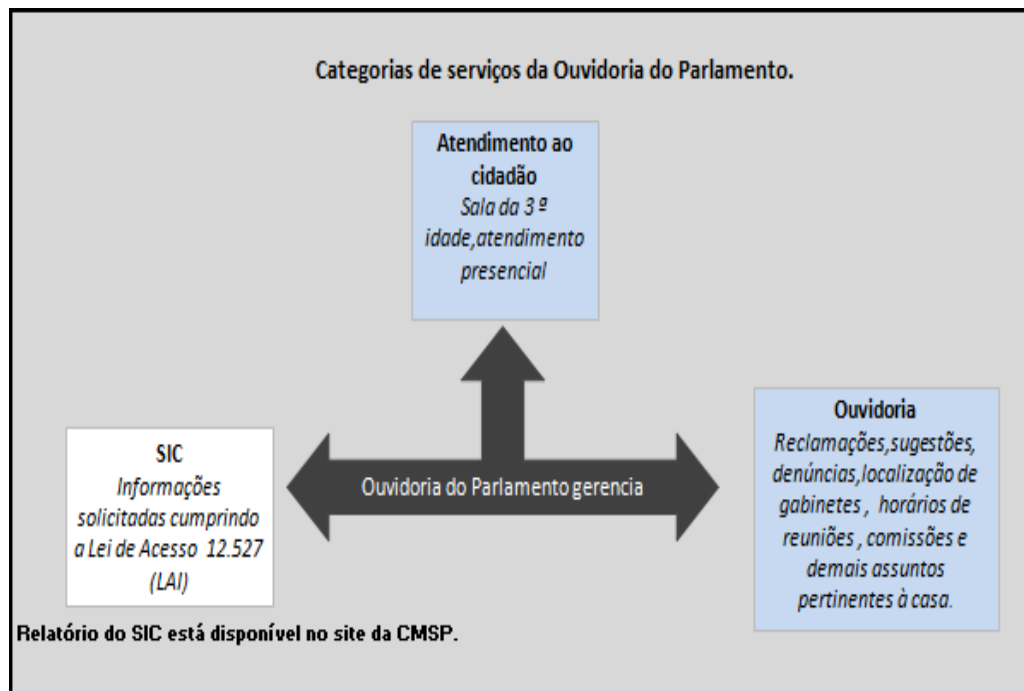 Categorias de serviços da Ouvidoria do Parlamento.
Atendimento ao
cidadão
Sala da 3 ª
idade,atendimento
presencial
SIC
Informações
solicitadas cumprindo
a Lei de Acesso 12.527
(LAI)
Ouvidoria do Parlamento gerencia
Ouvidoria
Reclamações,sugestões,
denúncias,localização de
gabinetes , horários de
reuniões , comissões e
demais assuntos
pertinentes à casa.
Relatório do SIC está disponível no site da CMSP.